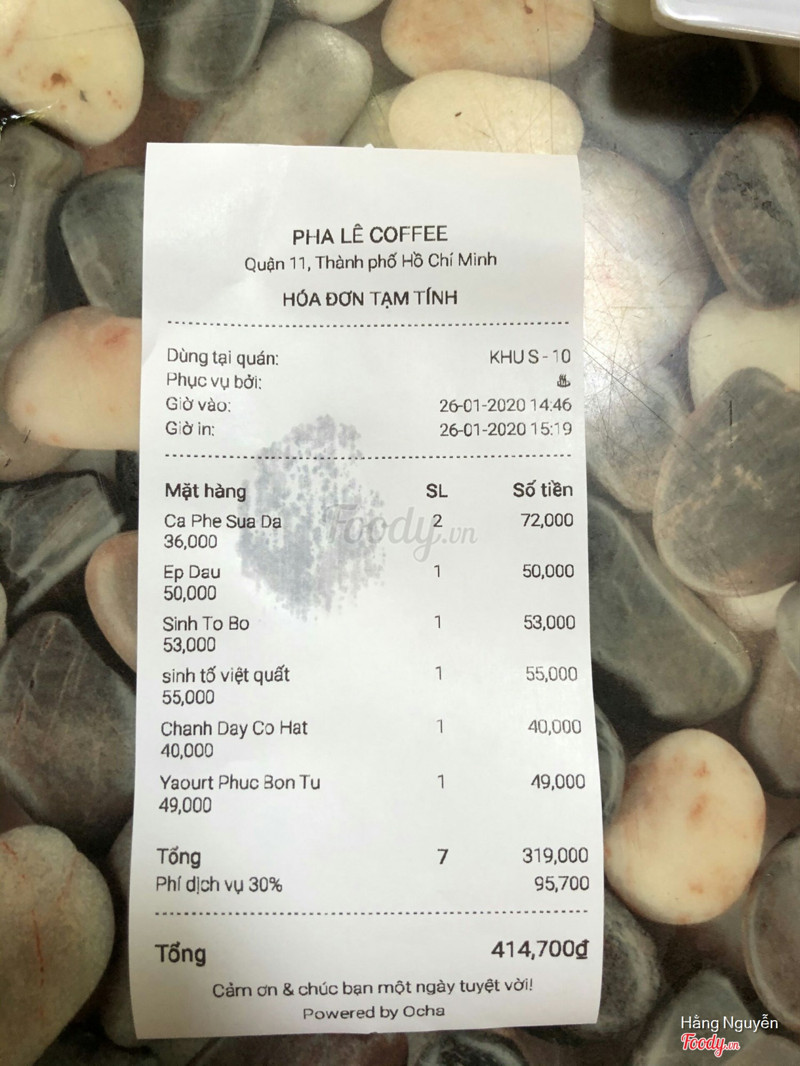 PHA LÊ COFFEE
Quận 11, Thành phố Hồ Chí Minh
HÓA ĐƠN TẠM TÍNH
Dùng tại quán: KHU S - 10
Phục vụ bởi: ♨
Giờ vào: 26-01-2020 14:46
Giờ in: 26-01-2020 15:19
Mặt hàng SL Số tiền
Ca Phe Sua Da 2 72,000
36,000
Ep Dau 1 50,000
50,000
Sinh To Bo 1 53,000
53,000
sinh tố việt quất 1 55,000
55,000
Chanh Day Co Hat 1 40,000
40,000
Yaourt Phuc Bon Tu 1 49,000
49,000
Tổng 7 319,000
Phí dịch vụ 30% 95,700
Tổng 414,700₫
Cảm ơn & chúc bạn một ngày tuyệt vời!
Powered by Ocha
Foody.vn
Hằng Nguyễn
Foody.vn